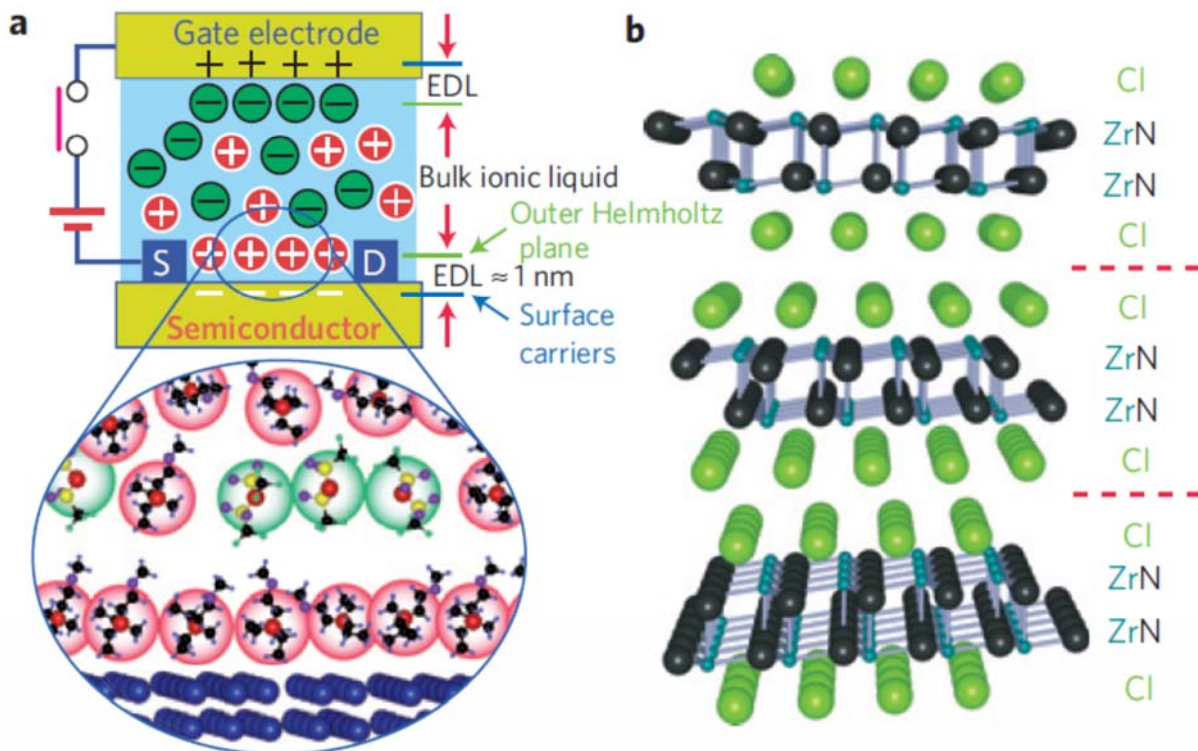 a
Gate electrode
+ + + +
EDL
− − − −
Bulk ionic liquid
Outer Helmholtz
plane
+ + + +
S
D
EDL ≈ 1 nm
− − − −
Semiconductor
Surface
carriers
b
Cl
ZrN
ZrN
Cl
Cl
ZrN
ZrN
Cl
Cl
ZrN
ZrN
Cl